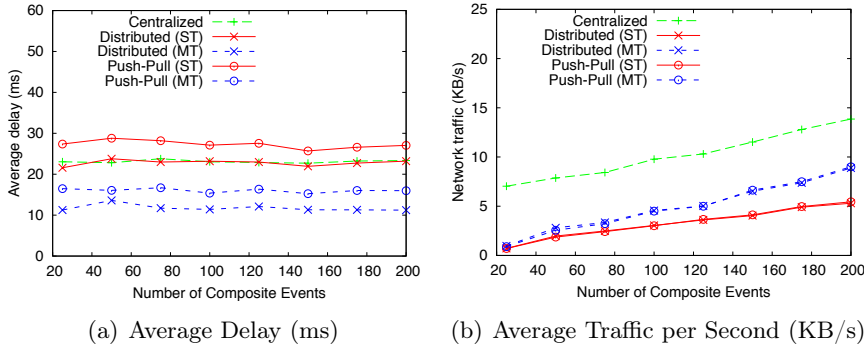 Centralized
Distributed (ST)
Distributed (MT)
Push-Pull (ST)
Push-Pull (MT)
Average delay (ms)
60
50
40
30
20
10
0
20 40 60 80 100 120 140 160 180 200
Number of Composite Events
(a) Average Delay (ms)
Centralized
Distributed (ST)
Distributed (MT)
Push-Pull (ST)
Push-Pull (MT)
Network traffic (KB/s)
25
20
15
10
5
0
20 40 60 80 100 120 140 160 180 200
Number of Composite Events
(b) Average Traffic per Second (KB/s)